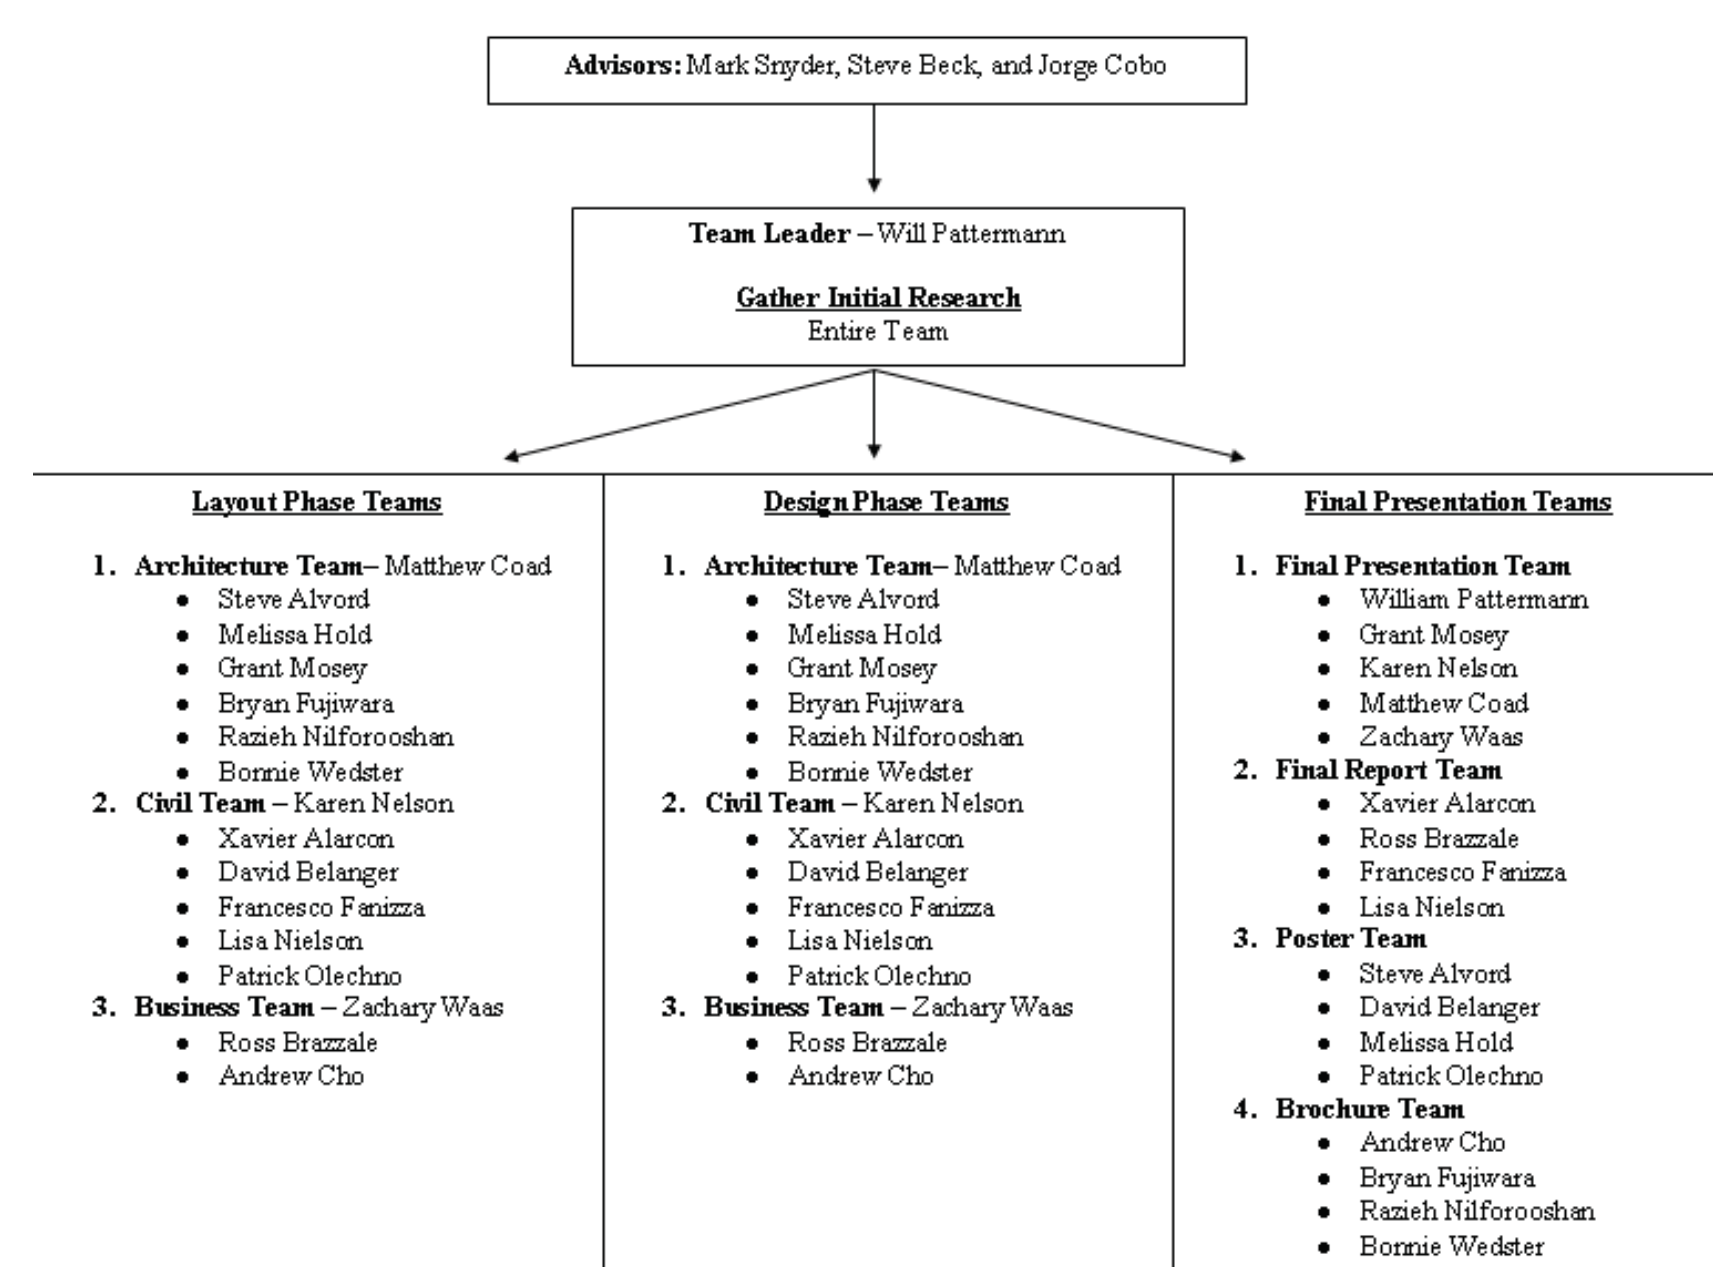 Advisors: Mark Snyder, Steve Beck, and Jorge Cobo
Team Leader – Will Pattermann
Gather Initial Research
Entire Team
Layout Phase Teams
1. Architecture Team– Matthew Coad
● Steve Alvord
● Melissa Hold
● Grant Mosey
● Bryan Fujiwara
● Razieh Nilforooshan
● Bonnie Wedster
2. Civil Team – Karen Nelson
● Xavier Alarcon
● David Belanger
● Francesco Fanizza
● Lisa Nielson
● Patrick Olechno
3. Business Team – Zachary Waas
● Ross Brazzale
● Andrew Cho
Design Phase Teams
1. Architecture Team– Matthew Coad
● Steve Alvord
● Melissa Hold
● Grant Mosey
● Bryan Fujiwara
● Razieh Nilforooshan
● Bonnie Wedster
2. Civil Team – Karen Nelson
● Xavier Alarcon
● David Belanger
● Francesco Fanizza
● Lisa Nielson
● Patrick Olechno
3. Business Team – Zachary Waas
● Ross Brazzale
● Andrew Cho
Final Presentation Teams
1. Final Presentation Team
● William Pattermann
● Grant Mosey
● Karen Nelson
● Matthew Coad
● Zachary Waas
2. Final Report Team
● Xavier Alarcon
● Ross Brazzale
● Francesco Fanizza
● Lisa Nielson
3. Poster Team
● Steve Alvord
● David Belanger
● Melissa Hold
● Patrick Olechno
4. Brochure Team
● Andrew Cho
● Bryan Fujiwara
● Razieh Nilforooshan
● Bonnie Wedster